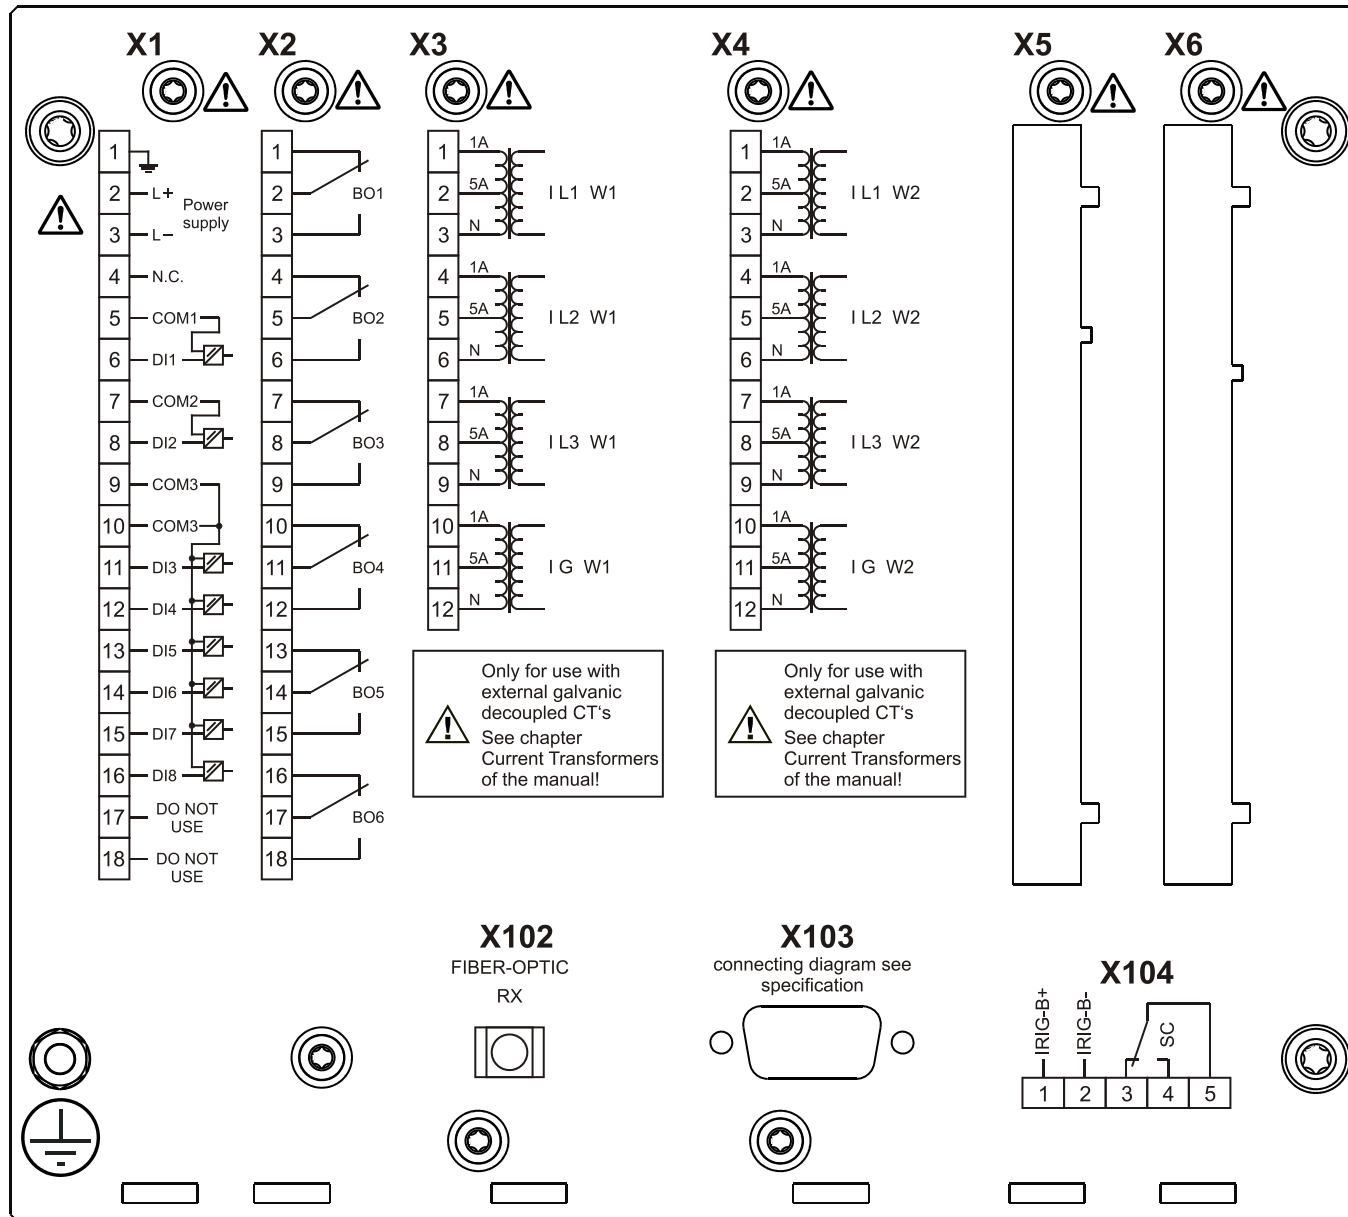 X1
X2
X3
X4
X5
X6
1
2 L+ Power
supply
3 L−
4 N.C.
5 COM1
6 DI1
7 COM2
8 DI2
9 COM3
10 COM3
11 DI3
12 DI4
13 DI5
14 DI6
15 DI7
16 DI8
17 DO NOT
USE
18 DO NOT
USE
1
2 BO1
3
4
5 BO2
6
7
8 BO3
9
10
11 BO4
12
13
14 BO5
15
16
17 BO6
18
1 1A
2 5A I L1 W1
3 N
4 1A
5 5A I L2 W1
6 N
7 1A
8 5A I L3 W1
9 N
10 1A
11 5A I G W1
12 N
Only for use with
external galvanic
decoupled CT‘s
See chapter
Current Transformers
of the manual!
1 1A
2 5A I L1 W2
3 N
4 1A
5 5A I L2 W2
6 N
7 1A
8 5A I L3 W2
9 N
10 1A
11 5A I G W2
12 N
Only for use with
external galvanic
decoupled CT‘s
See chapter
Current Transformers
of the manual!
X102
FIBER-OPTIC
RX
X103
connecting diagram see
specification
X104
IRIG-B+
IRIG-B-
SC
1 2 3 4 5